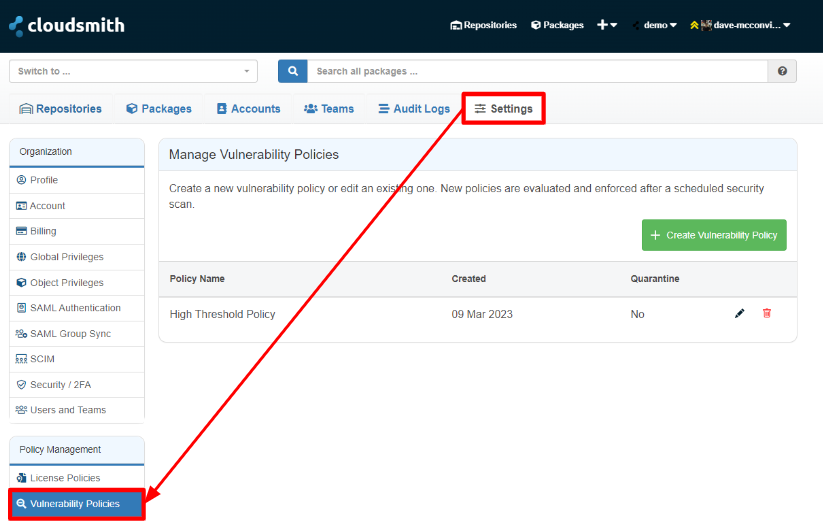 cloudsmith
Repositories Packages demo dave-mcconvi...
Switch to ... Search all packages ...
Repositories Packages Accounts Teams Audit Logs Settings
Organization
Profile
Account
Billing
Global Privileges
Object Privileges
SAML Authentication
SAML Group Sync
SCIM
Security / 2FA
Users and Teams
Policy Management
License Policies
Vulnerability Policies
Manage Vulnerability Policies
Create a new vulnerability policy or edit an existing one. New policies are evaluated and enforced after a scheduled security
scan.
+ Create Vulnerability Policy
Policy Name Created Quarantine
High Threshold Policy 09 Mar 2023 No